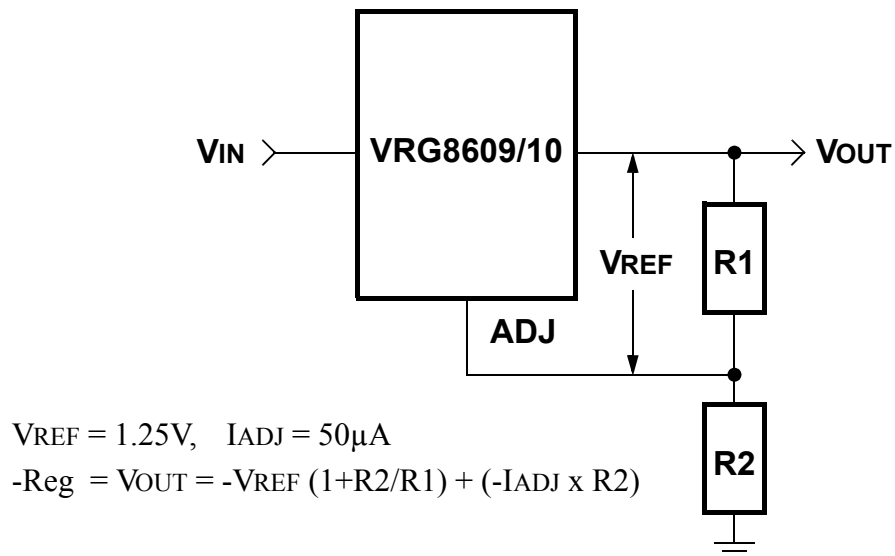 VIN
VRG8609/10
VOUT
VREF
R1
ADJ
R2
VREF = 1.25V, IADJ = 50µA
-Reg = VOUT = -VREF (1+R2/R1) + (-IADJ x R2)